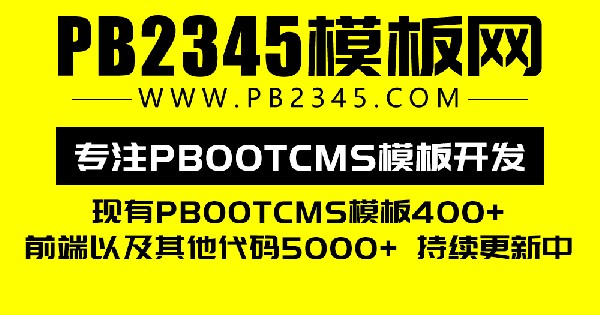 PB2345模板网
WWW.PB2345.COM
专注PBOOTCMS模板开发
现有PBOOTCMS模板400+
前端以及其他代码5000+ 持续更新中